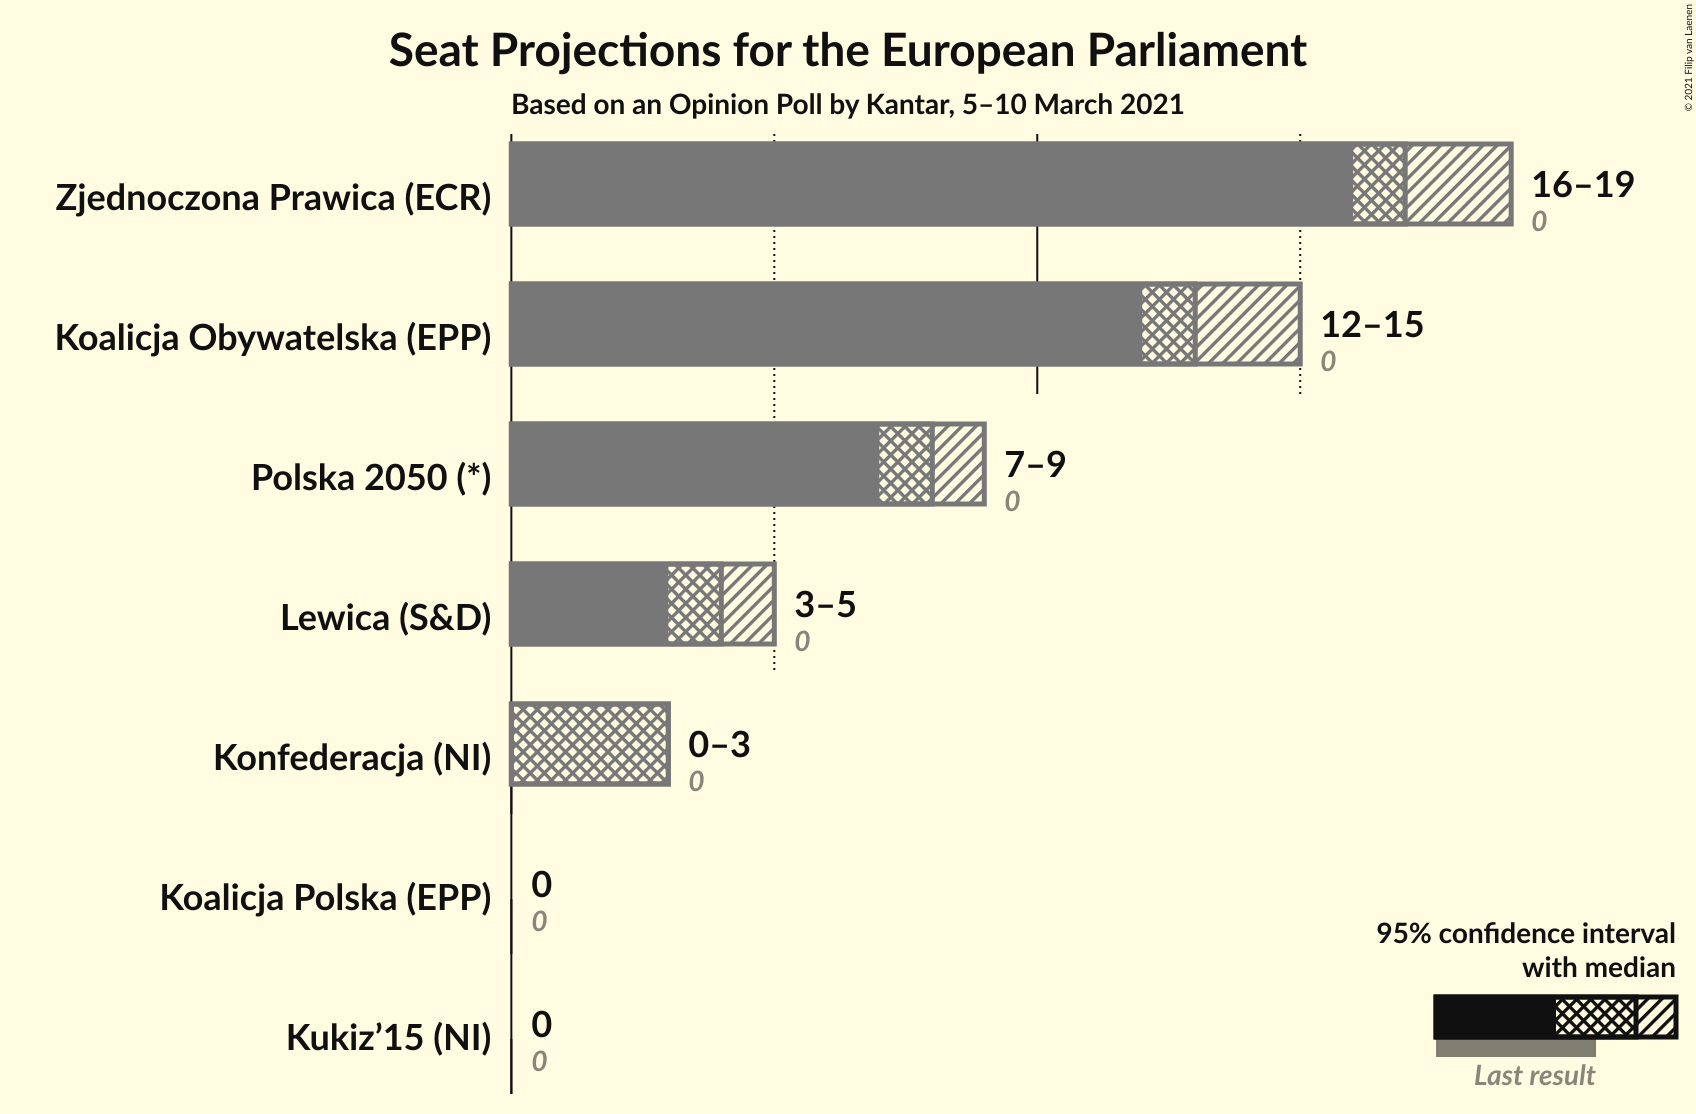 Seat Projections for the European Parliament
Based on an Opinion Poll by Kantar, 5–10 March 2021
© 2021 Filip van Laenen
Zjednoczona Prawica (ECR)
16–19
0
Koalicja Obywatelska (EPP)
12–15
0
Polska 2050 (*)
7–9
0
Lewica (S&D)
3–5
0
Konfederacja (NI)
0–3
0
Koalicja Polska (EPP)
0
0
Kukiz’15 (NI)
0
0
95% confidence interval
with median
Last result